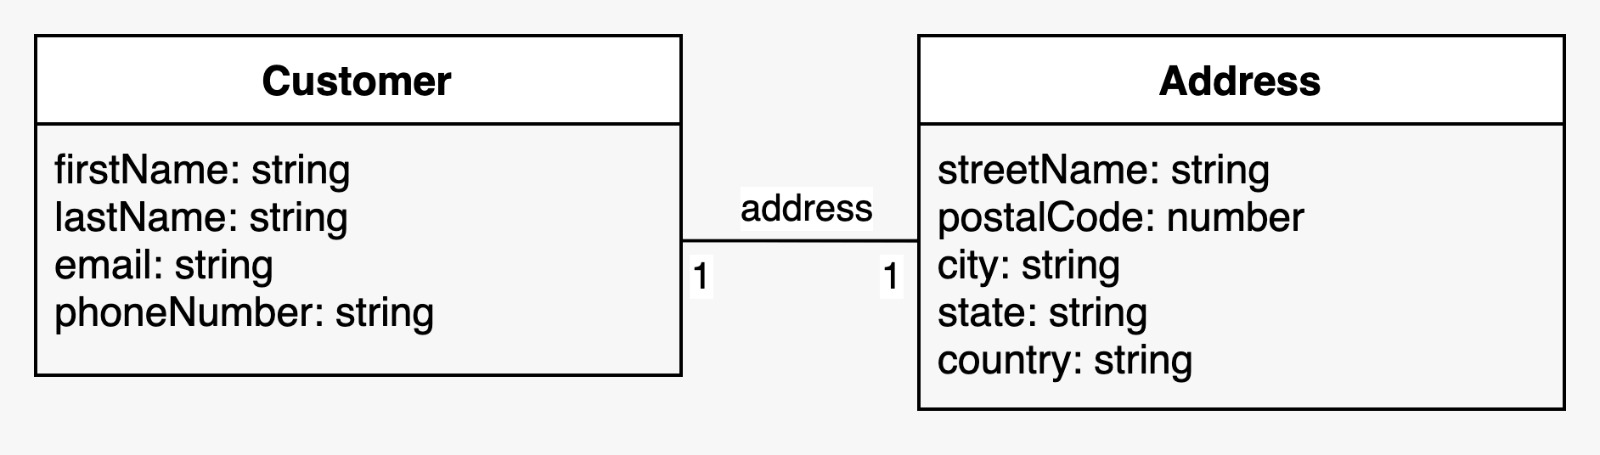 Customer
firstName: string
lastName: string
email: string
phoneNumber: string
address
1
1
Address
streetName: string
postalCode: number
city: string
state: string
country: string